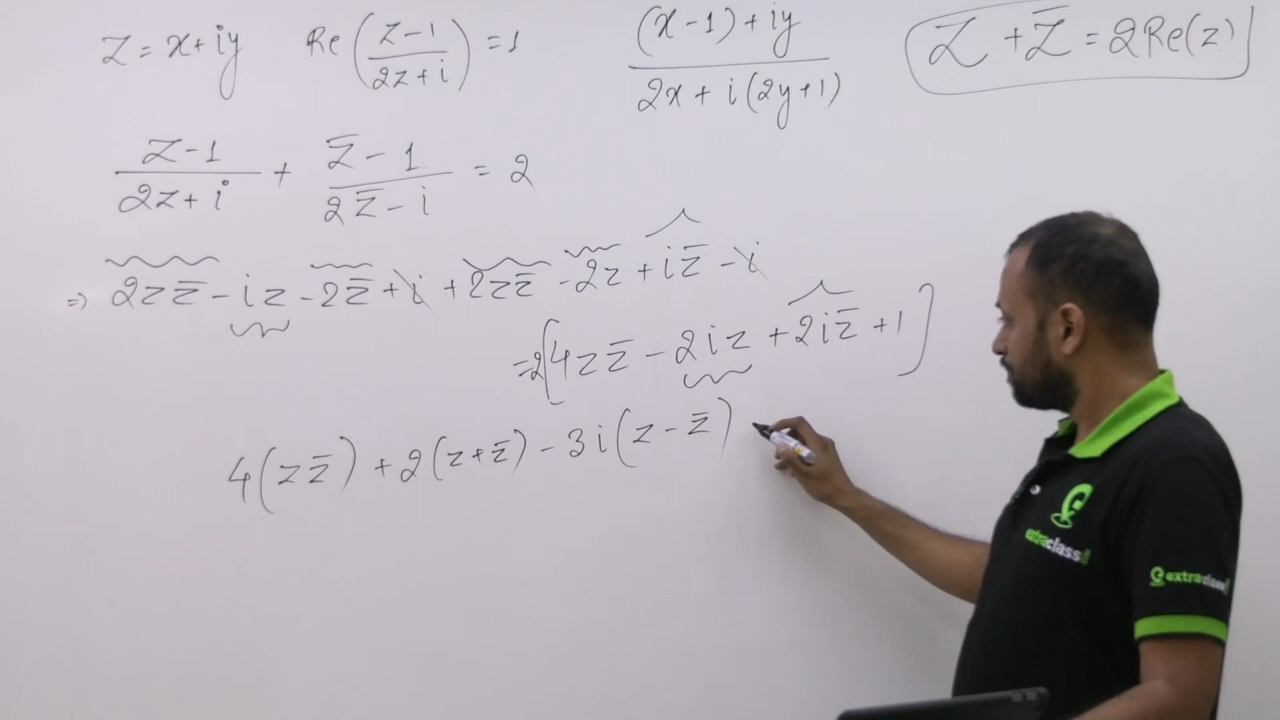 z = x+iy Re((z-1)/(2z+i)) = 1 ((x-1)+iy)/(2x+i(2y+1)) z + z̅ = 2Re(z)
(z-1)/(2z+i) + (z̅-1)/(2z̅-i) = 2
⇒ 2zz̅ - iz - 2z̅ + i + 2zz̅ - 2z + iz̅ - i
= 2[4zz̅ - 2iz + 2iz̅ + 1]
4(zz̅) + 2(z+z̅) - 3i(z-z̅)
extraclass
extraclass